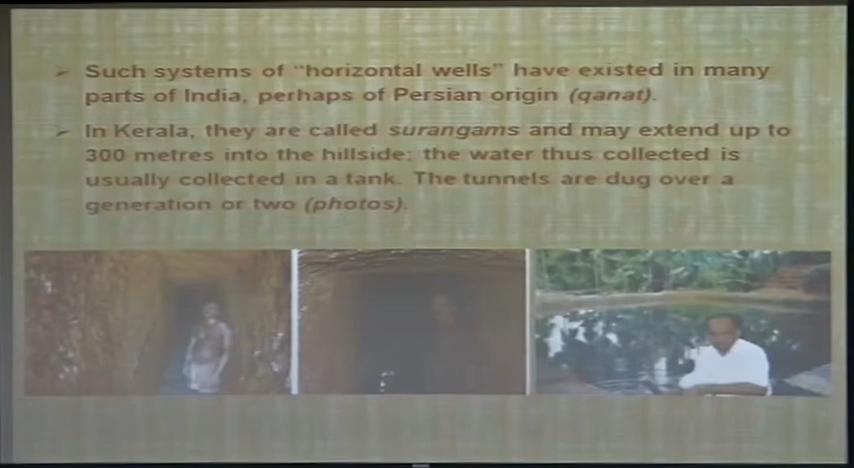 Such systems of "horizontal wells" have existed in many
parts of India, perhaps of Persian origin (qanat).
In Kerala, they are called surangams and may extend up to
300 metres into the hillside; the water thus collected is
usually collected in a tank. The tunnels are dug over a
generation or two (photos).